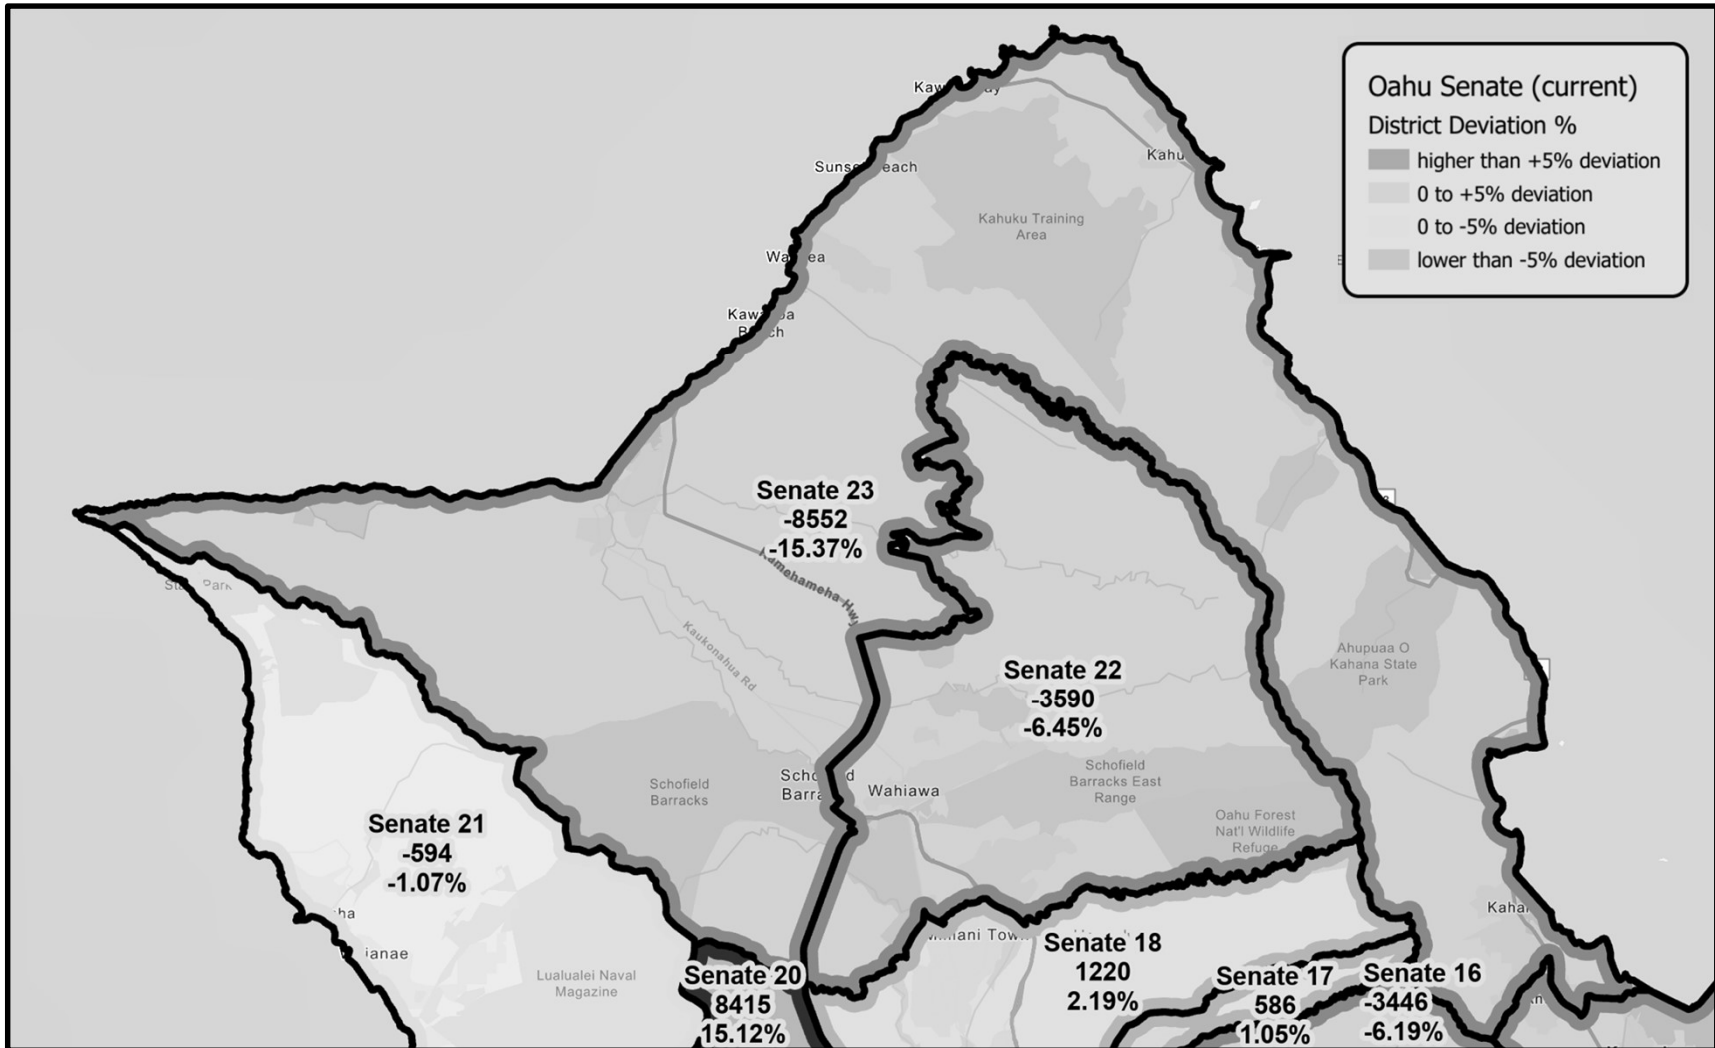 Oahu Senate (current)
District Deviation %
higher than +5% deviation
0 to +5% deviation
0 to -5% deviation
lower than -5% deviation
Kahuku Training
Area
Senate 23
-8552
-15.37%
Kamehameha Hwy
Kaukonahua Rd
Ahupuaa O
Kahana State
Park
Senate 22
-3590
-6.45%
Schofield
Barracks
Wahiawa
Schofield
Barracks East
Range
Oahu Forest
Nat'l Wildlife
Refuge
Senate 21
-594
-1.07%
Lualualei Naval
Magazine
Senate 20
8415
15.12%
Senate 18
1220
2.19%
Senate 17
586
1.05%
Senate 16
-3446
-6.19%